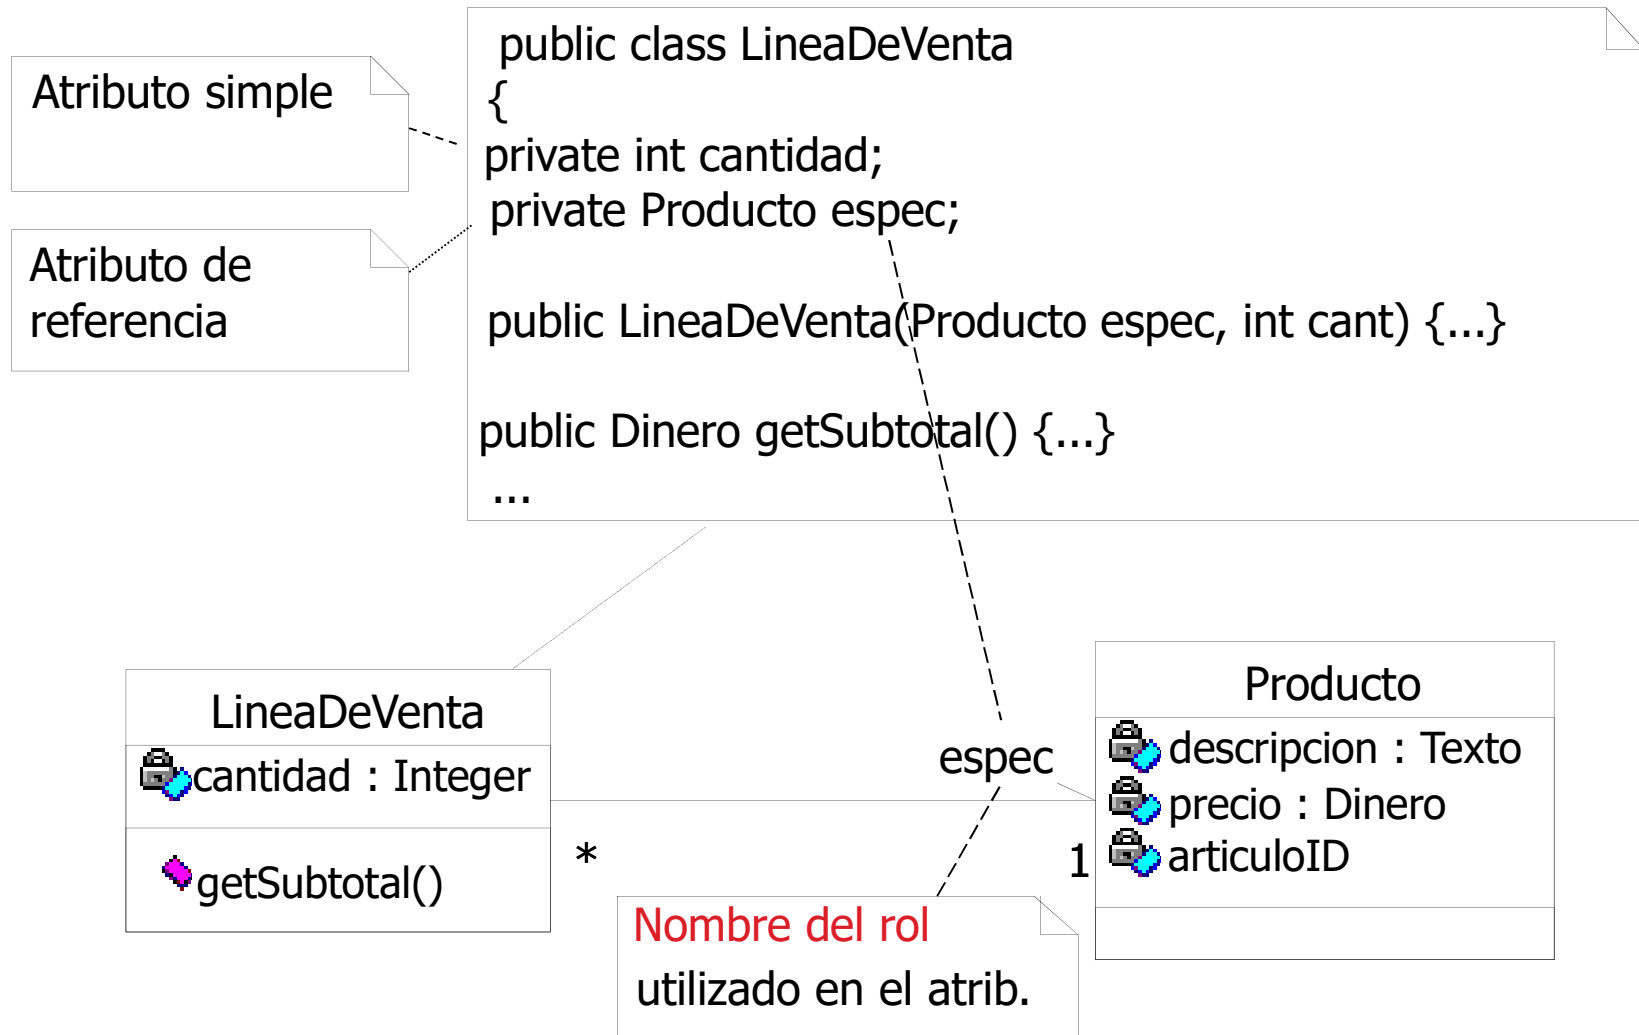 public class LineaDeVenta
{
private int cantidad;
private Producto espec;
public LineaDeVenta(Producto espec, int cant) {...}
public Dinero getSubtotal() {...}
...
Atributo simple
Atributo de
referencia
LineaDeVenta
cantidad : Integer
getSubtotal()
*
espec
1
Producto
descripcion : Texto
precio : Dinero
articuloID
Nombre del rol
utilizado en el atrib.